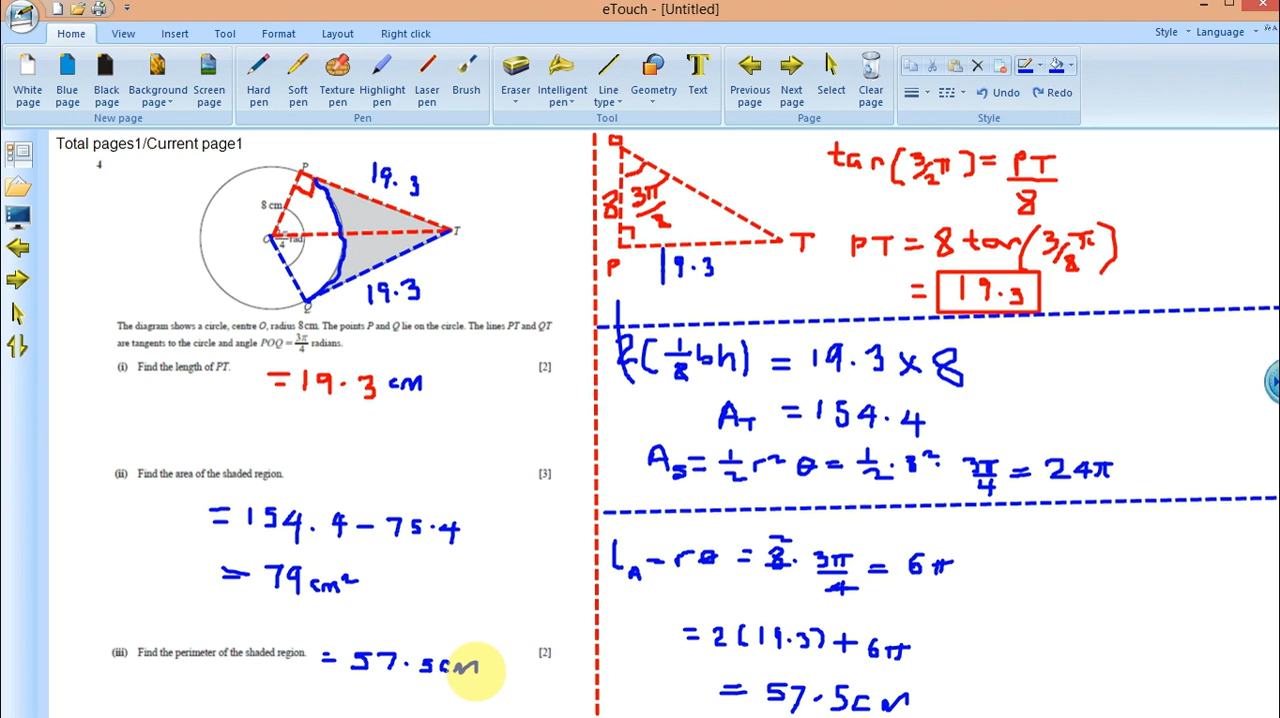 eTouch - [Untitled]
Home View Insert Tool Format Layout Right click
Style Language
White page Blue page Black page Background page Screen page
Hard pen Soft pen Texture pen Highlight pen Laser pen Brush
Eraser Intelligent pen Line type Geometry Text
Previous page Next page Select Clear page
Undo Redo
New page Pen Tool Page Style
Total pages1/Current page1
4
P
19.3
8 cm
O
rad
T
19.3
Q
The diagram shows a circle, centre O, radius 8 cm. The points P and Q lie on the circle. The lines PT and QT
are tangents to the circle and angle POQ = 3π/4 radians.
(i) Find the length of PT. [2]
= 19.3 cm
(ii) Find the area of the shaded region. [3]
= 154.4 - 75.4
= 79 cm²
(iii) Find the perimeter of the shaded region. [2]
= 57.5 cm
8
T
P
19.3
PT/8
PT = 8 tan(3/8 π)
= 19.3
= 19.3 × 8
A_T = 154.4
A_S = 1/2 r² θ = 1/2 . 8² . 3π/4 = 24π
L_A - rθ = 8 . 3π/4 = 6π
2
= 2(19.3) + 6π
= 57.5 cm